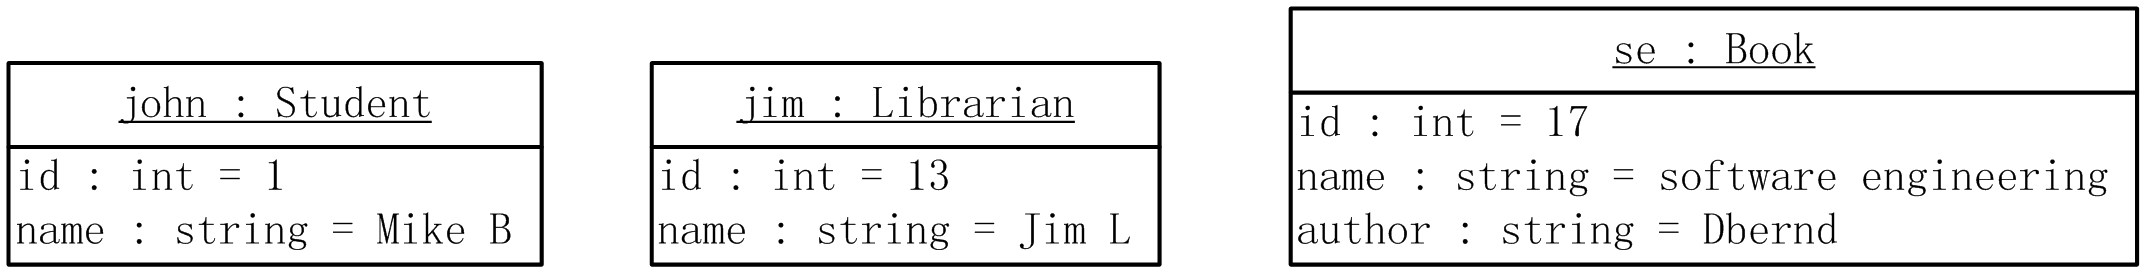 john : Student
id : int = 1
name : string = Mike B
jim : Librarian
id : int = 13
name : string = Jim L
se : Book
id : int = 17
name : string = software engineering
author : string = Dbernd